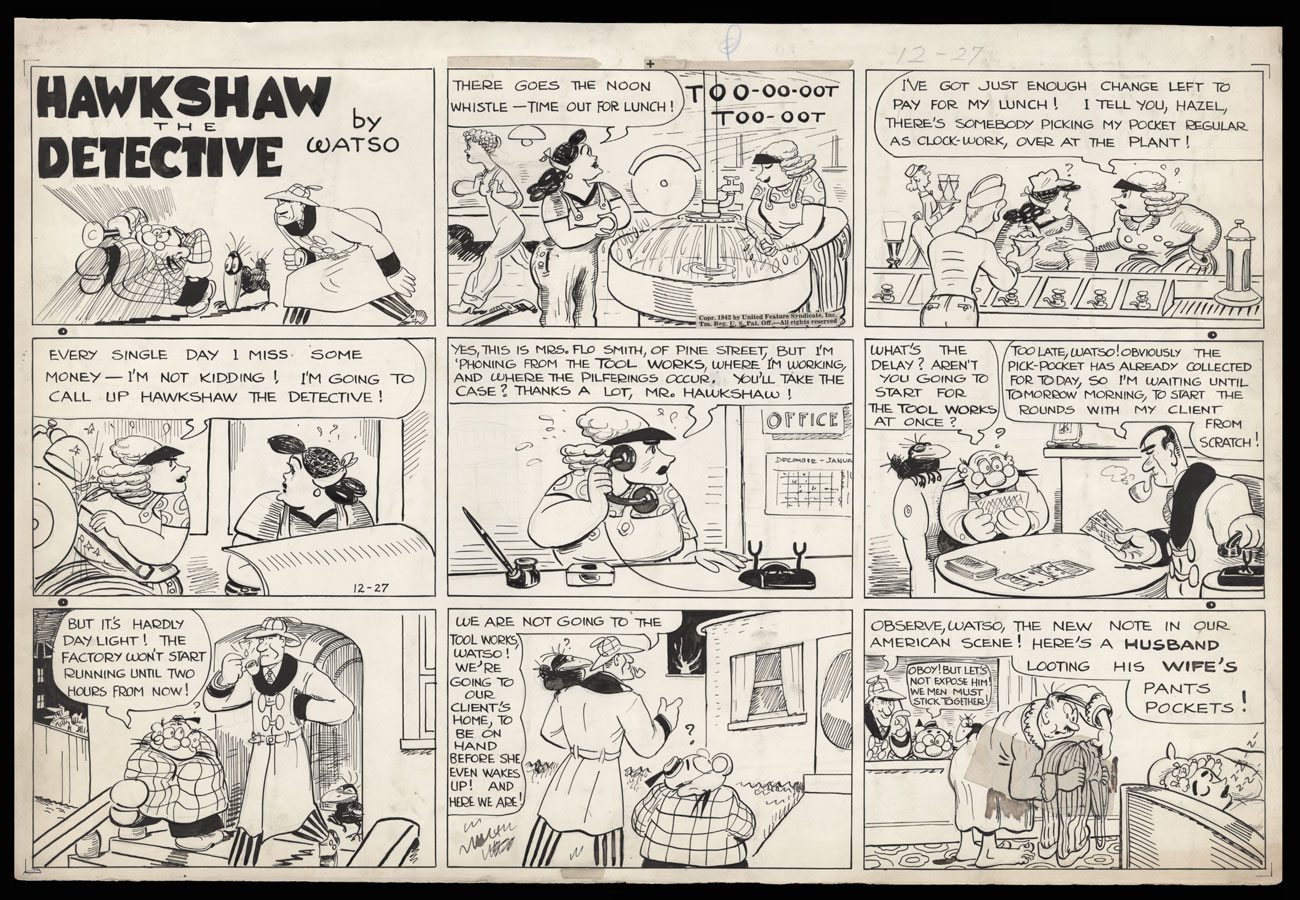 12-27
HAWKSHAW
THE
DETECTIVE
by
WATSO
THERE GOES THE NOON
WHISTLE — TIME OUT FOR LUNCH!
TOO-OO-OOT
TOO-OOT
Copr. 1942 by United Feature Syndicate, Inc.
Tm. Reg. U. S. Pat. Off.—All rights reserved
I'VE GOT JUST ENOUGH CHANGE LEFT TO
PAY FOR MY LUNCH! I TELL YOU, HAZEL,
THERE'S SOMEBODY PICKING MY POCKET REGULAR
AS CLOCK-WORK, OVER AT THE PLANT!
?
EVERY SINGLE DAY I MISS SOME
MONEY — I'M NOT KIDDING! I'M GOING TO
CALL UP HAWKSHAW THE DETECTIVE!
?
12-27
YES, THIS IS MRS. FLO SMITH, OF PINE STREET, BUT I'M
'PHONING FROM THE TOOL WORKS, WHERE I'M WORKING,
AND WHERE THE PILFERINGS OCCUR. YOU'LL TAKE THE
CASE? THANKS A LOT, MR. HAWKSHAW!
OFFICE
DECEMBER - JANUA
WHAT'S THE
DELAY? AREN'T
YOU GOING TO
START FOR
THE TOOL WORKS
AT ONCE?
?
TOO LATE, WATSO! OBVIOUSLY THE
PICK-POCKET HAS ALREADY COLLECTED
FOR TODAY, SO I'M WAITING UNTIL
TOMORROW MORNING, TO START THE
ROUNDS WITH MY CLIENT
FROM
SCRATCH!
BUT IT'S HARDLY
DAYLIGHT! THE
FACTORY WON'T START
RUNNING UNTIL TWO
HOURS FROM NOW!
?
WE ARE NOT GOING TO THE
TOOL WORKS,
WATSO!
WE'RE
GOING TO
OUR
CLIENT'S
HOME, TO
BE ON
HAND
BEFORE SHE
EVEN WAKES
UP! AND
HERE WE ARE!
?
?
OBSERVE, WATSO, THE NEW NOTE IN OUR
AMERICAN SCENE! HERE'S A HUSBAND
LOOTING HIS WIFE'S
PANTS
POCKETS!
OBOY! BUT LET'S
NOT EXPOSE HIM!
WE MEN MUST
STICK TOGETHER!